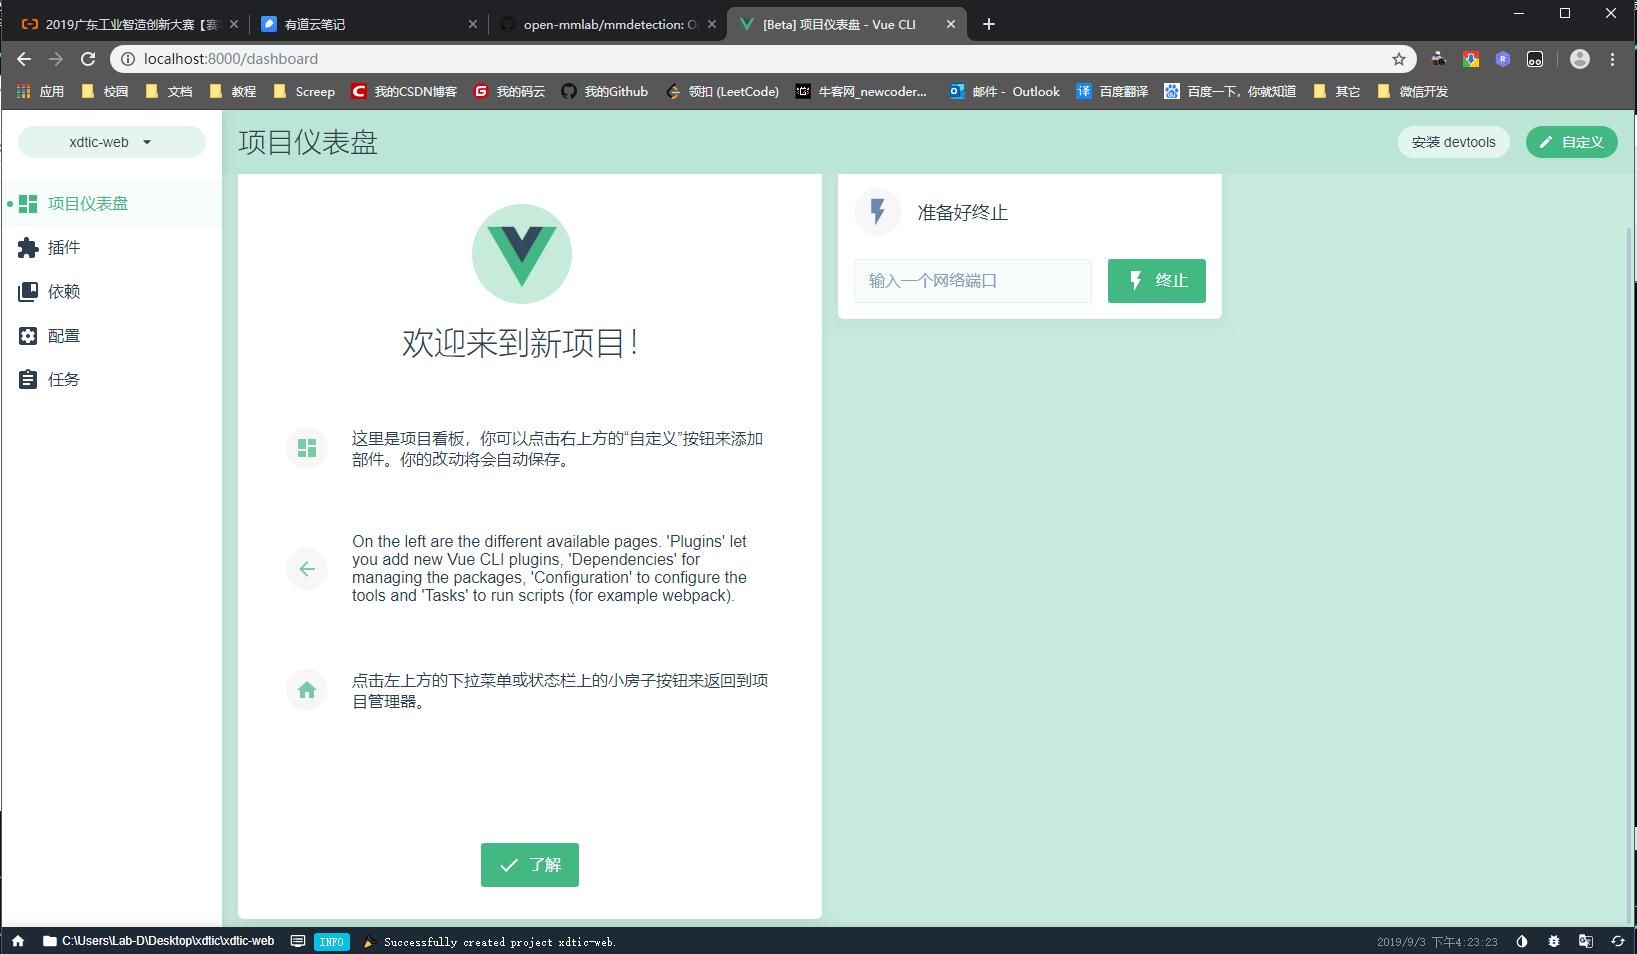 2019广东工业智造创新大赛【赛
有道云笔记
open-mmlab/mmdetection: O
[Beta] 项目仪表盘 - Vue CLI
localhost:8000/dashboard
应用
校园
文档
教程
Screep
我的CSDN博客
我的码云
我的Github
领扣 (LeetCode)
牛客网_newcoder...
邮件 - Outlook
百度翻译
百度一下，你就知道
其它
微信开发
xdtic-web
项目仪表盘
安装 devtools
自定义
项目仪表盘
插件
依赖
配置
任务
欢迎来到新项目！
这里是项目看板，你可以点击右上方的“自定义”按钮来添加
部件。你的改动将会自动保存。
On the left are the different available pages. 'Plugins' let
you add new Vue CLI plugins, 'Dependencies' for
managing the packages, 'Configuration' to configure the
tools and 'Tasks' to run scripts (for example webpack).
点击左上方的下拉菜单或状态栏上的小房子按钮来返回到项
目管理器。
了解
准备好终止
输入一个网络端口
终止
C:\Users\Lab-D\Desktop\xdtic\xdtic-web
INFO
Successfully created project xdtic-web.
2019/9/3 下午4:23:23